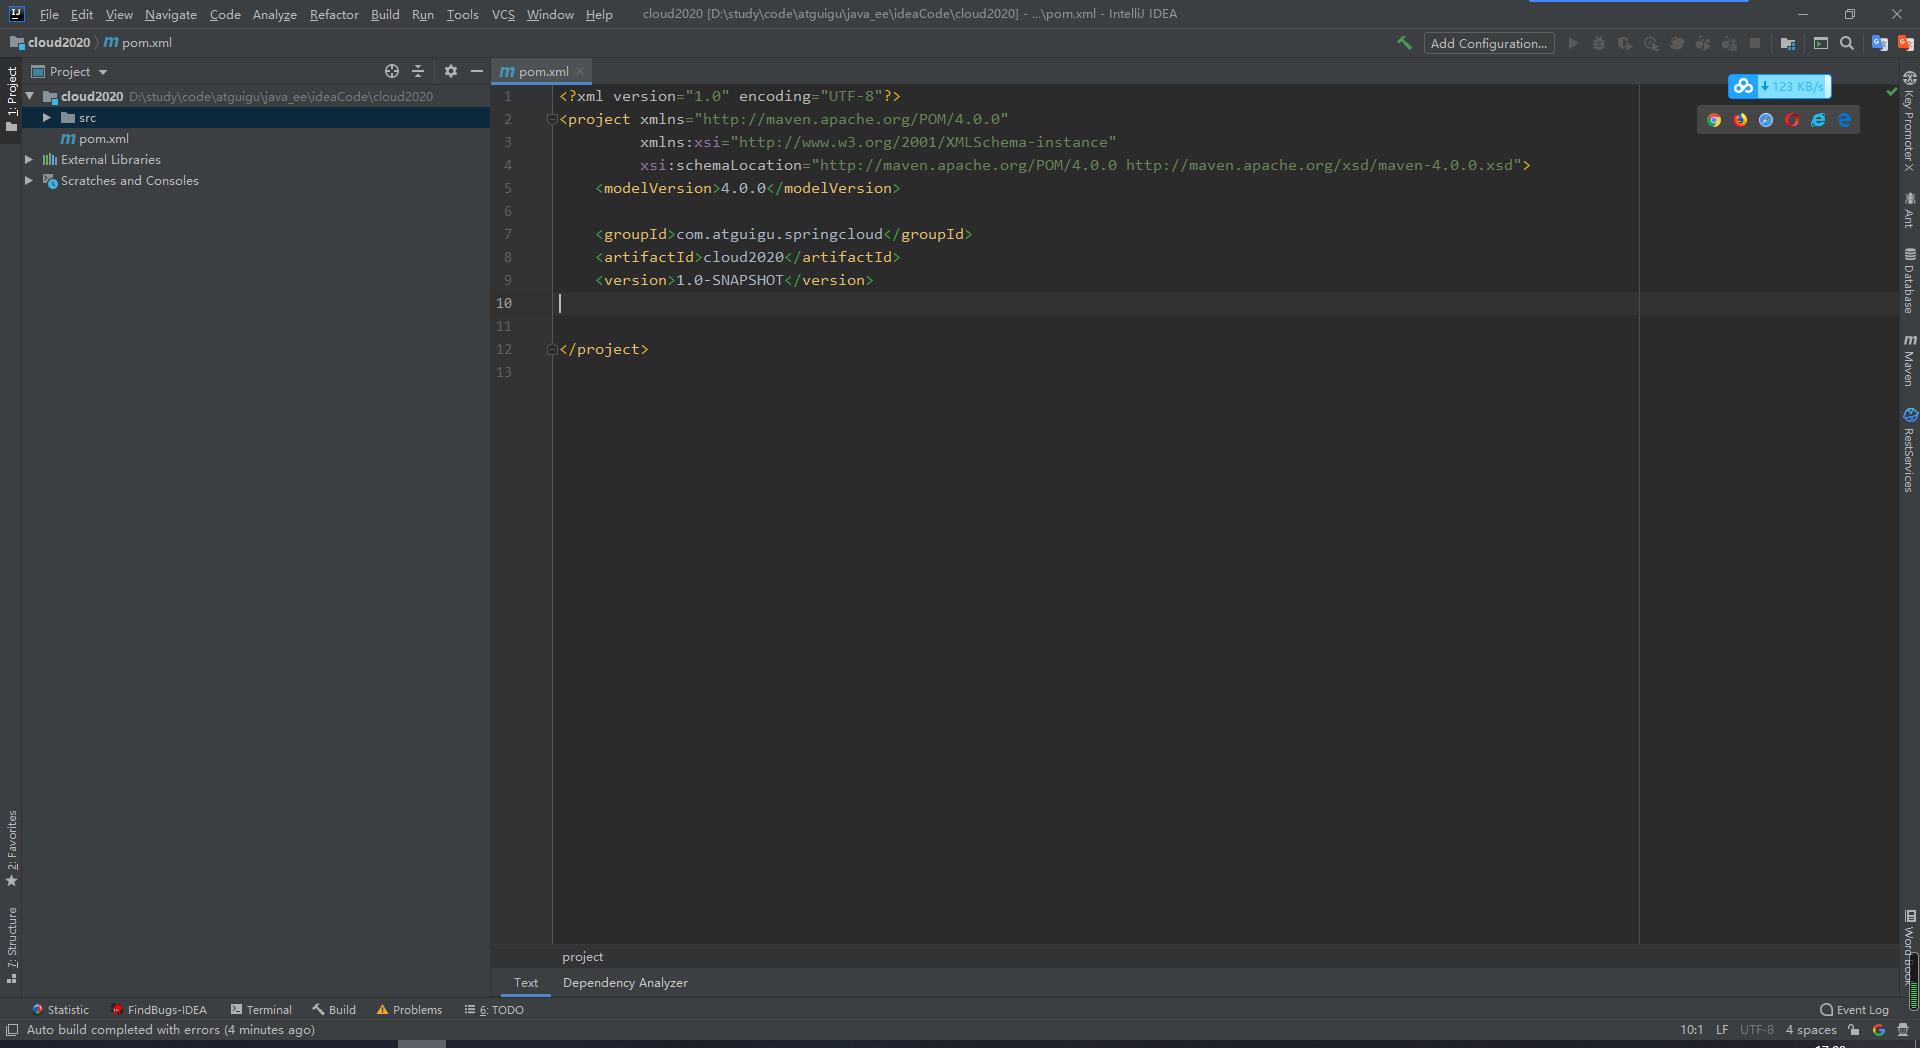 File Edit View Navigate Code Analyze Refactor Build Run Tools VCS Window Help cloud2020 [D:\study\code\atguigu\java_ee\ideaCode\cloud2020] - ...\pom.xml - IntelliJ IDEA
cloud2020 pom.xml Add Configuration...
Project
pom.xml
1: Project
cloud2020 D:\study\code\atguigu\java_ee\ideaCode\cloud2020
src
pom.xml
External Libraries
Scratches and Consoles
1 <?xml version="1.0" encoding="UTF-8"?>
2 <project xmlns="http://maven.apache.org/POM/4.0.0"
3 xmlns:xsi="http://www.w3.org/2001/XMLSchema-instance"
4 xsi:schemaLocation="http://maven.apache.org/POM/4.0.0 http://maven.apache.org/xsd/maven-4.0.0.xsd">
5 <modelVersion>4.0.0</modelVersion>
6
7 <groupId>com.atguigu.springcloud</groupId>
8 <artifactId>cloud2020</artifactId>
9 <version>1.0-SNAPSHOT</version>
10
11
12 </project>
13
123 KB/s
Key Promoter X
Ant
Database
Maven
RestServices
Word Book
2: Favorites
7: Structure
project
Text Dependency Analyzer
Statistic FindBugs-IDEA Terminal Build Problems 6: TODO Event Log
Auto build completed with errors (4 minutes ago) 10:1 LF UTF-8 4 spaces